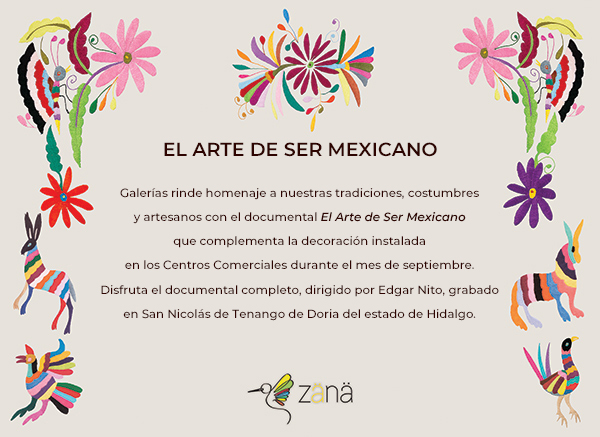 EL ARTE DE SER MEXICANO
Galerías rinde homenaje a nuestras tradiciones, costumbres
y artesanos con el documental El Arte de Ser Mexicano
que complementa la decoración instalada
en los Centros Comerciales durante el mes de septiembre.
Disfruta el documental completo, dirigido por Edgar Nito, grabado
en San Nicolás de Tenango de Doria del estado de Hidalgo.
zänä